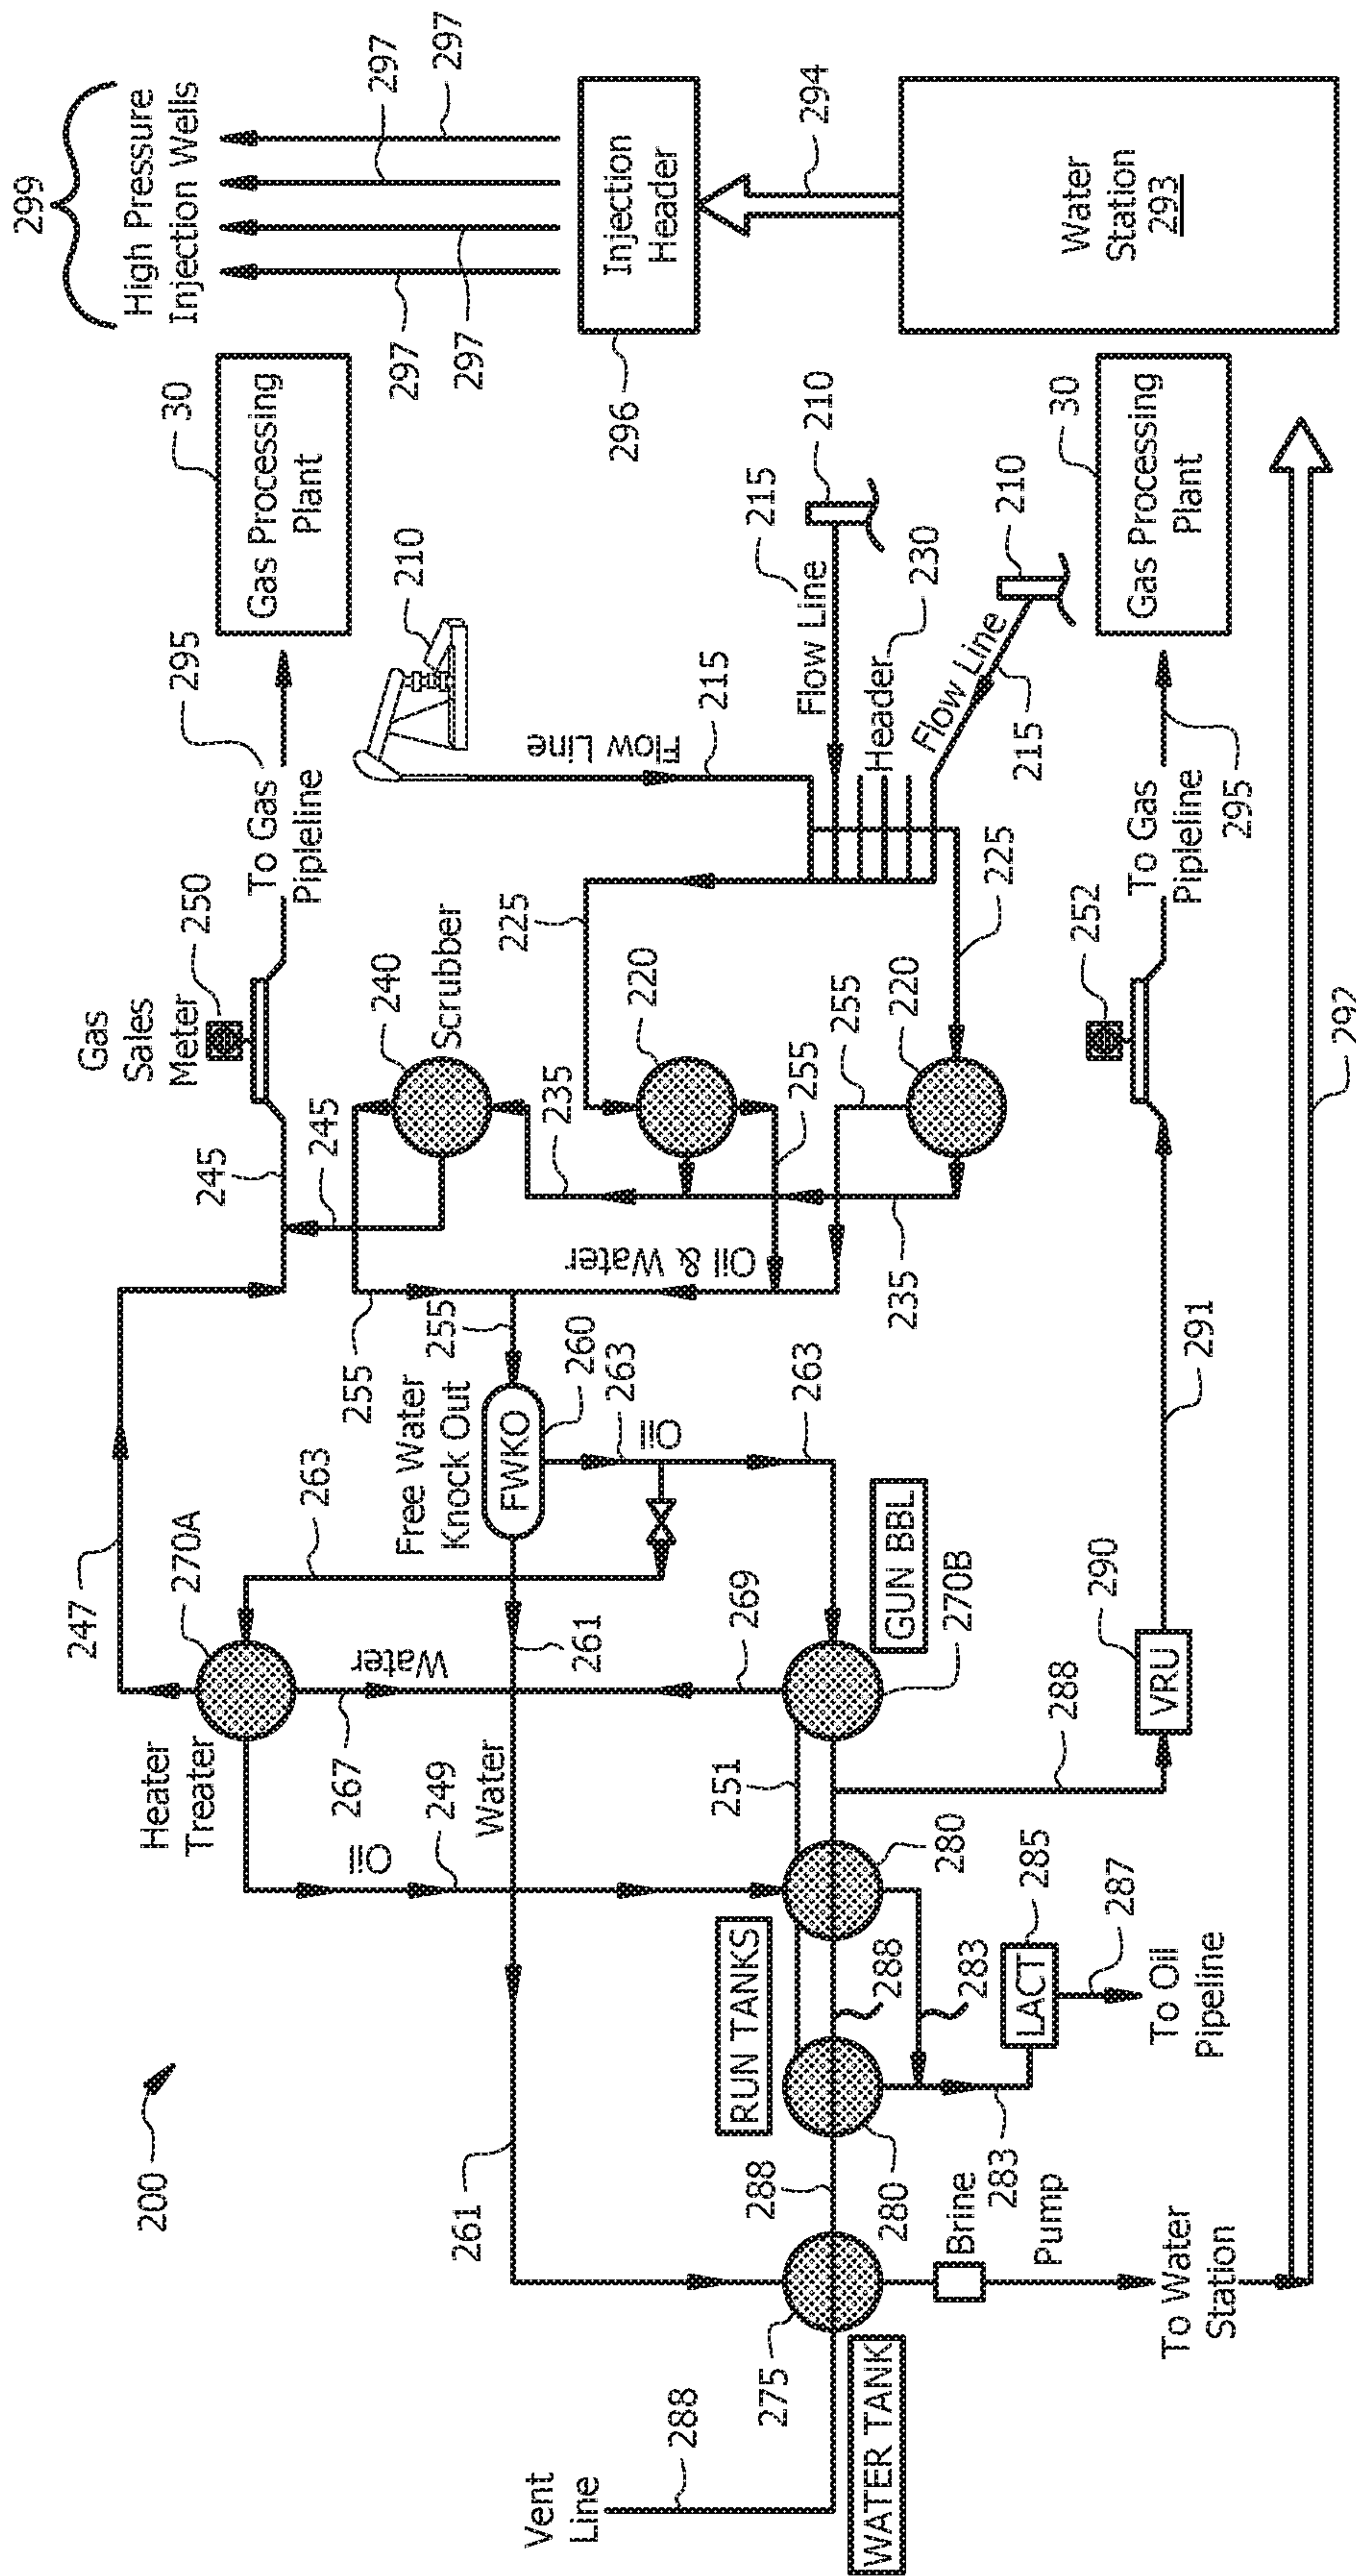 200
299
High Pressure
Injection Wells
297
297
297
297
Injection
Header
296
294
Water
Station
293
30
Gas Processing
Plant
295
To Gas
Pipleline
Gas
Sales
Meter
250
245
245
240
Scrubber
235
210
Flow Line
215
215
Flow Line
210
Header
230
Flow Line
210
215
225
225
220
220
255
255
235
Oil & Water
255
255
247
270A
Heater
Treater
263
Free Water
Knock Out
FWKO
260
263
Oil
263
Water
267
261
269
GUN BBL
270B
Oil
249
Water
251
261
RUN TANKS
280
280
288
288
283
283
LACT
285
287
To Oil
Pipeline
288
VRU
290
291
252
To Gas
Pipleline
295
30
Gas Processing
Plant
292
Vent
Line
288
275
WATER TANK
Brine
Pump
To Water
Station